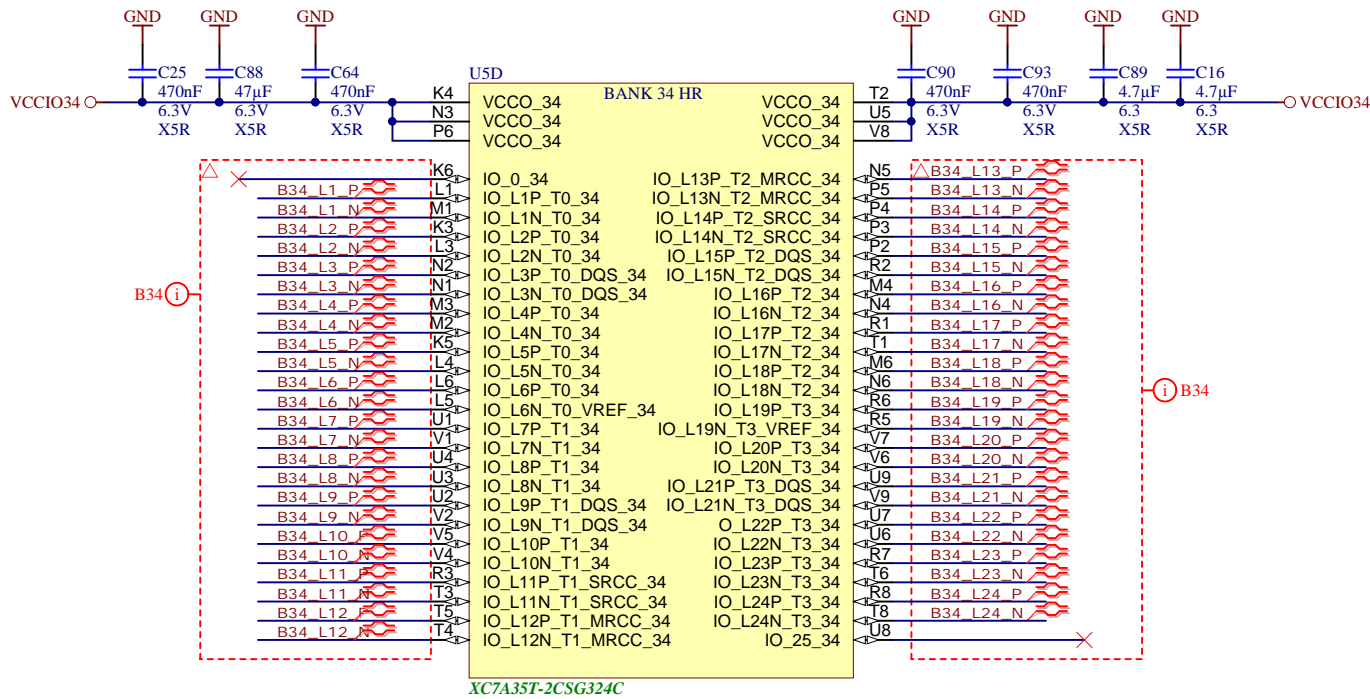 GND GND GND GND GND GND GND
C25 C88 C64 C90 C93 C89 C16
470nF 47µF 470nF 470nF 470nF 4.7µF 4.7µF
6.3V 6.3V 6.3V 6.3V 6.3V 6.3 6.3
X5R X5R X5R X5R X5R X5R X5R
VCCIO34 VCCIO34
U5D
BANK 34 HR
K4 VCCO_34 VCCO_34 T2
N3 VCCO_34 VCCO_34 U5
P6 VCCO_34 VCCO_34 V8
K6 IO_0_34 IO_L13P_T2_MRCC_34 N5 B34_L13_P
B34_L1_P L1 IO_L1P_T0_34 IO_L13N_T2_MRCC_34 P5 B34_L13_N
B34_L1_N M1 IO_L1N_T0_34 IO_L14P_T2_SRCC_34 P4 B34_L14_P
B34_L2_P K3 IO_L2P_T0_34 IO_L14N_T2_SRCC_34 P3 B34_L14_N
B34_L2_N L3 IO_L2N_T0_34 IO_L15P_T2_DQS_34 P2 B34_L15_P
B34_L3_P N2 IO_L3P_T0_DQS_34 IO_L15N_T2_DQS_34 R2 B34_L15_N
B34_L3_N N1 IO_L3N_T0_DQS_34 IO_L16P_T2_34 M4 B34_L16_P
B34_L4_P M3 IO_L4P_T0_34 IO_L16N_T2_34 N4 B34_L16_N
B34_L4_N M2 IO_L4N_T0_34 IO_L17P_T2_34 R1 B34_L17_P
B34_L5_P K5 IO_L5P_T0_34 IO_L17N_T2_34 T1 B34_L17_N
B34_L5_N L4 IO_L5N_T0_34 IO_L18P_T2_34 M6 B34_L18_P
B34_L6_P L6 IO_L6P_T0_34 IO_L18N_T2_34 N6 B34_L18_N
B34_L6_N L5 IO_L6N_T0_VREF_34 IO_L19P_T3_34 R6 B34_L19_P
B34_L7_P U1 IO_L7P_T1_34 IO_L19N_T3_VREF_34 R5 B34_L19_N
B34_L7_N V1 IO_L7N_T1_34 IO_L20P_T3_34 V7 B34_L20_P
B34_L8_P U4 IO_L8P_T1_34 IO_L20N_T3_34 V6 B34_L20_N
B34_L8_N U3 IO_L8N_T1_34 IO_L21P_T3_DQS_34 U9 B34_L21_P
B34_L9_P U2 IO_L9P_T1_DQS_34 IO_L21N_T3_DQS_34 V9 B34_L21_N
B34_L9_N V2 IO_L9N_T1_DQS_34 O_L22P_T3_34 U7 B34_L22_P
B34_L10_P V5 IO_L10P_T1_34 IO_L22N_T3_34 U6 B34_L22_N
B34_L10_N V4 IO_L10N_T1_34 IO_L23P_T3_34 R7 B34_L23_P
B34_L11_P R3 IO_L11P_T1_SRCC_34 IO_L23N_T3_34 T6 B34_L23_N
B34_L11_N T3 IO_L11N_T1_SRCC_34 IO_L24P_T3_34 R8 B34_L24_P
B34_L12_P T5 IO_L12P_T1_MRCC_34 IO_L24N_T3_34 T8 B34_L24_N
B34_L12_N T4 IO_L12N_T1_MRCC_34 IO_25_34 U8
B34 i
i B34
XC7A35T-2CSG324C